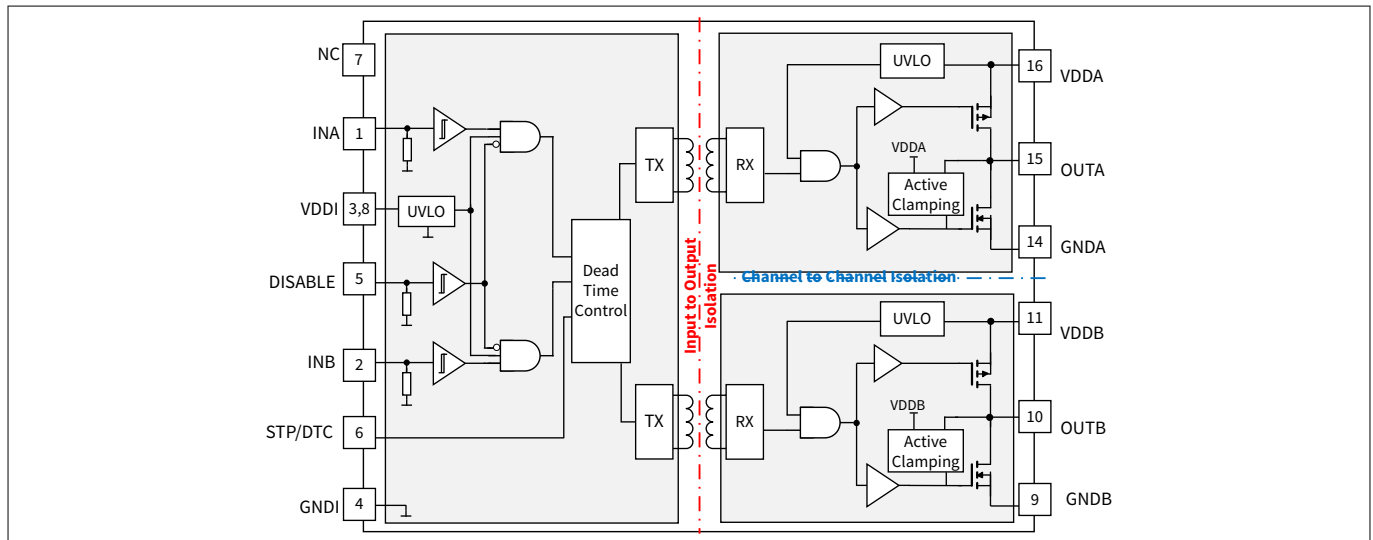 NC
7
INA
1
VDDI
3,8
UVLO
DISABLE
5
INB
2
STP/DTC
6
GNDI
4
Dead
Time
Control
TX
TX
Input to Output
Isolation
Channel to Channel Isolation
RX
UVLO
VDDA
Active
Clamping
16
VDDA
15
OUTA
14
GNDA
RX
UVLO
VDDB
Active
Clamping
11
VDDB
10
OUTB
9
GNDB